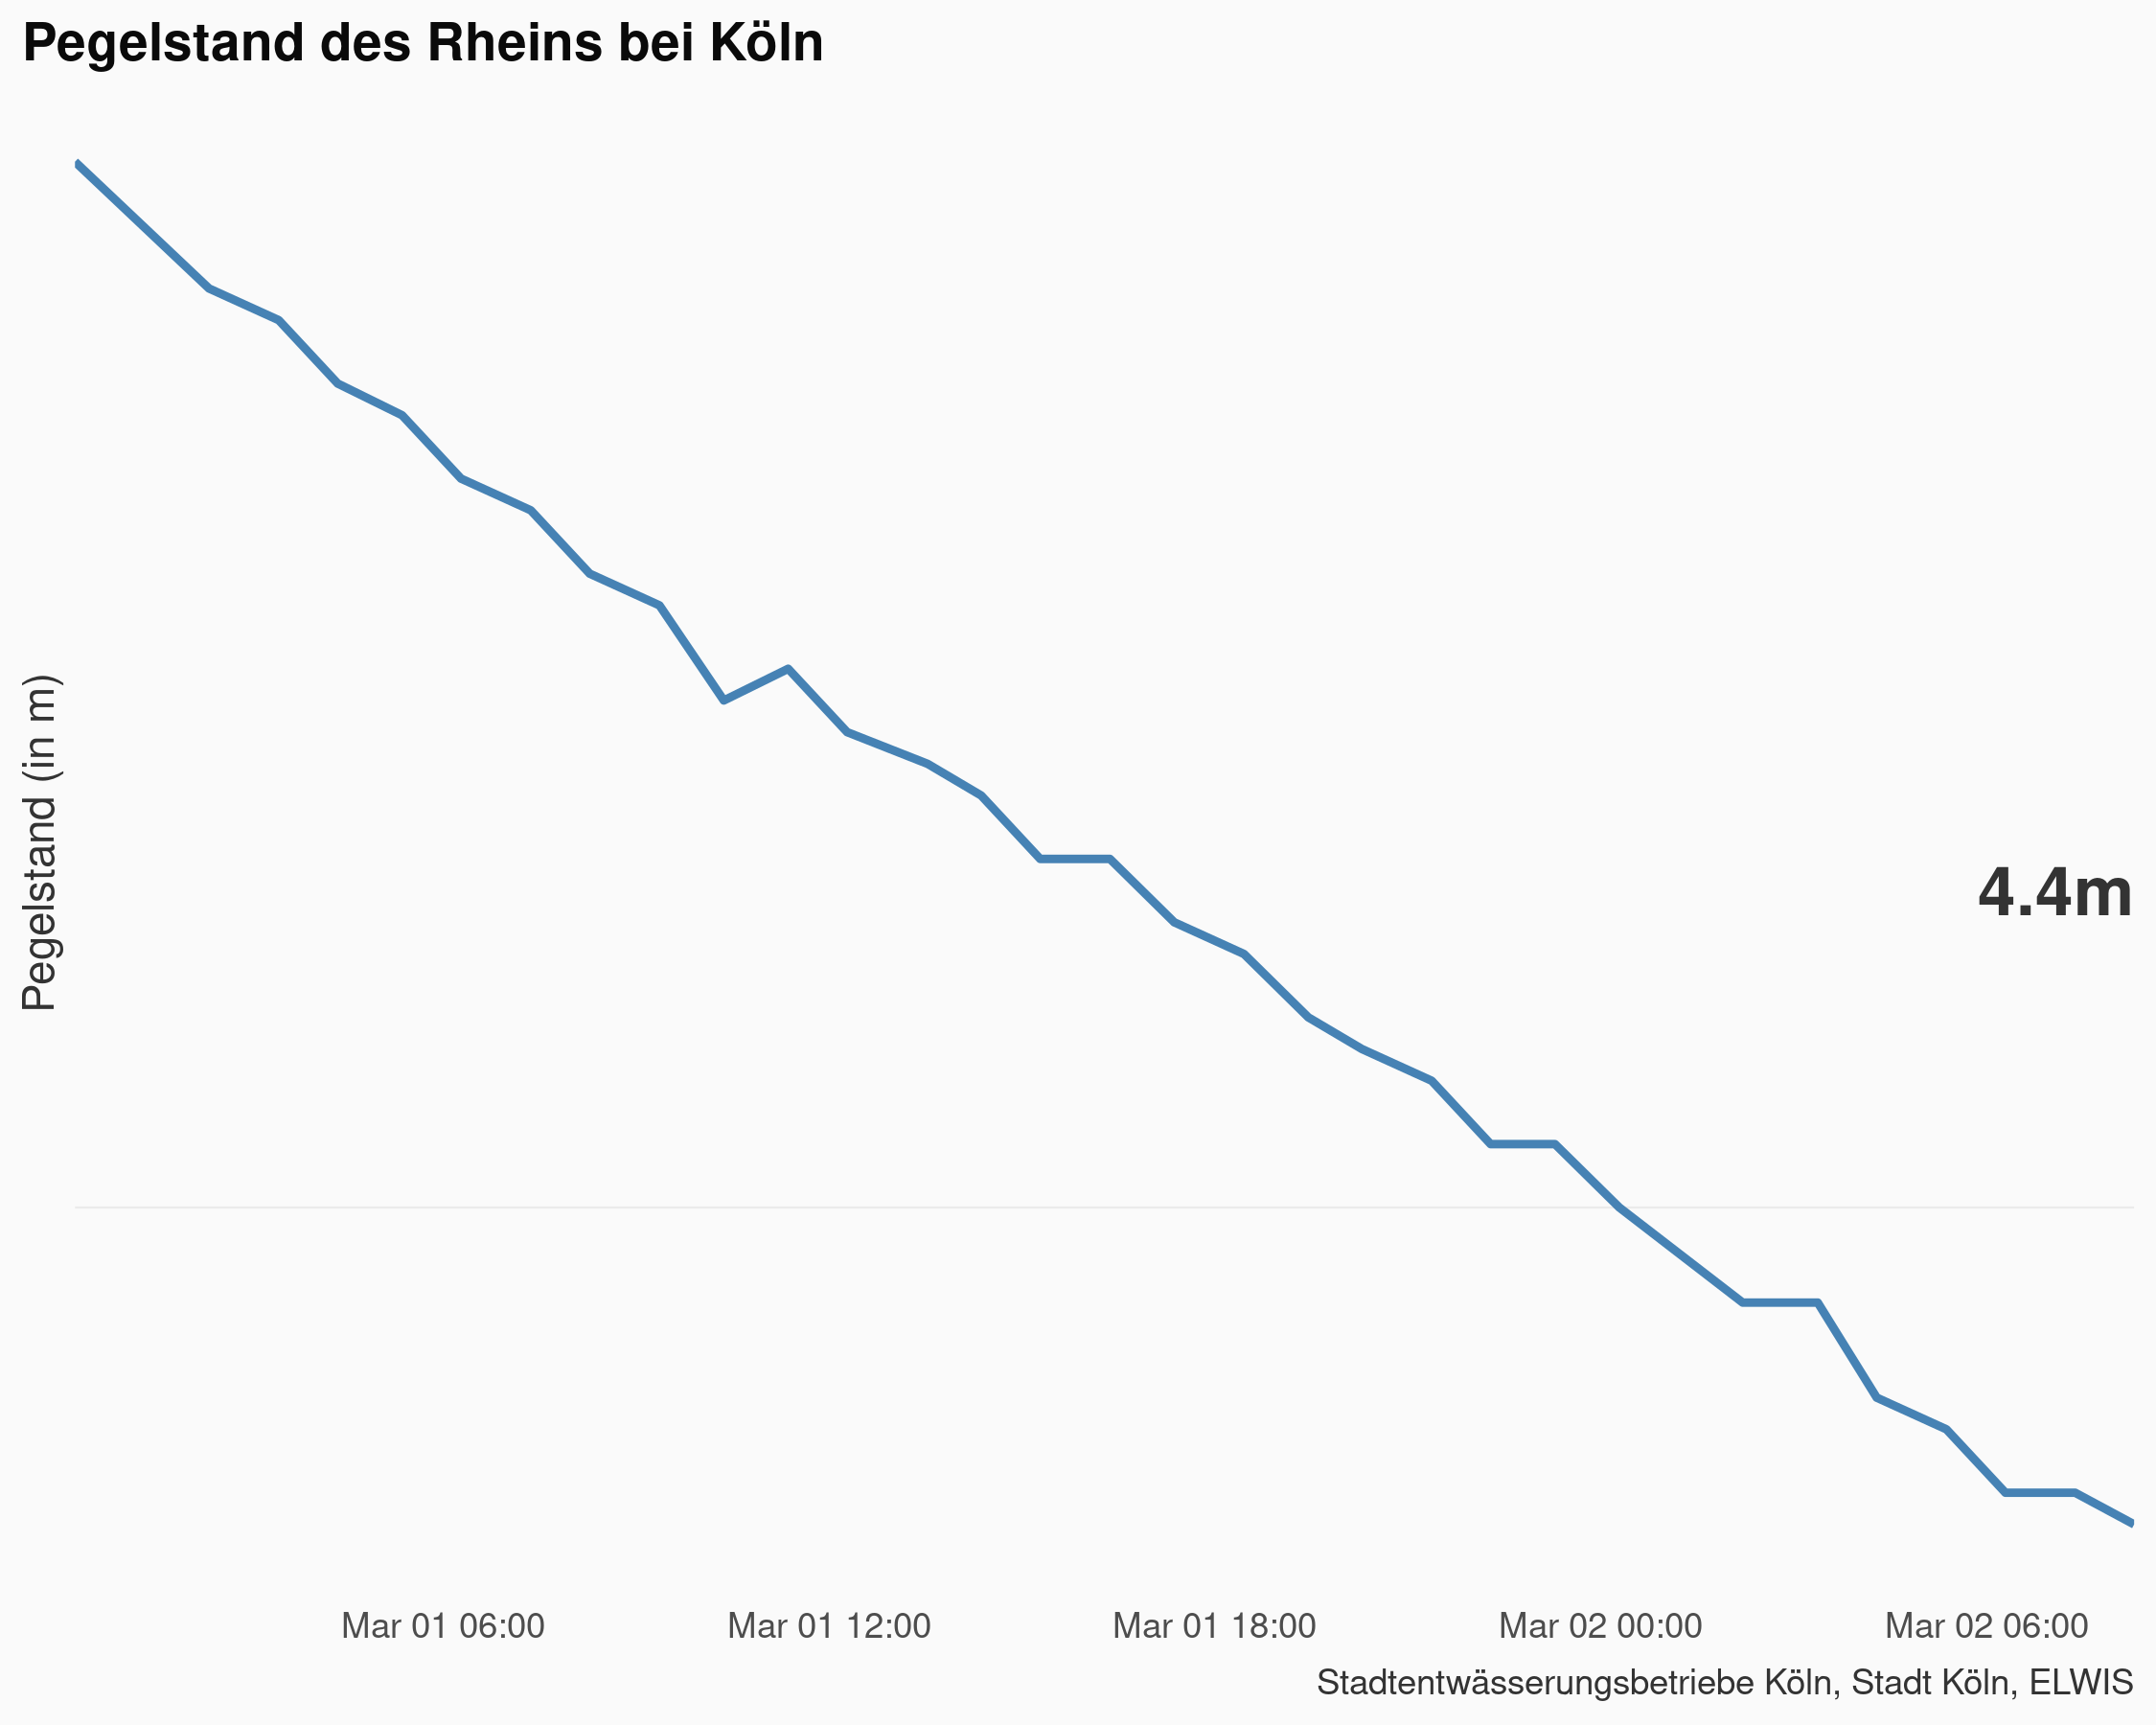 Pegelstand des Rheins bei Köln
Pegelstand (in m)
4.4m
Mar 01 06:00
Mar 01 12:00
Mar 01 18:00
Mar 02 00:00
Mar 02 06:00
Stadtentwässerungsbetriebe Köln, Stadt Köln, ELWIS